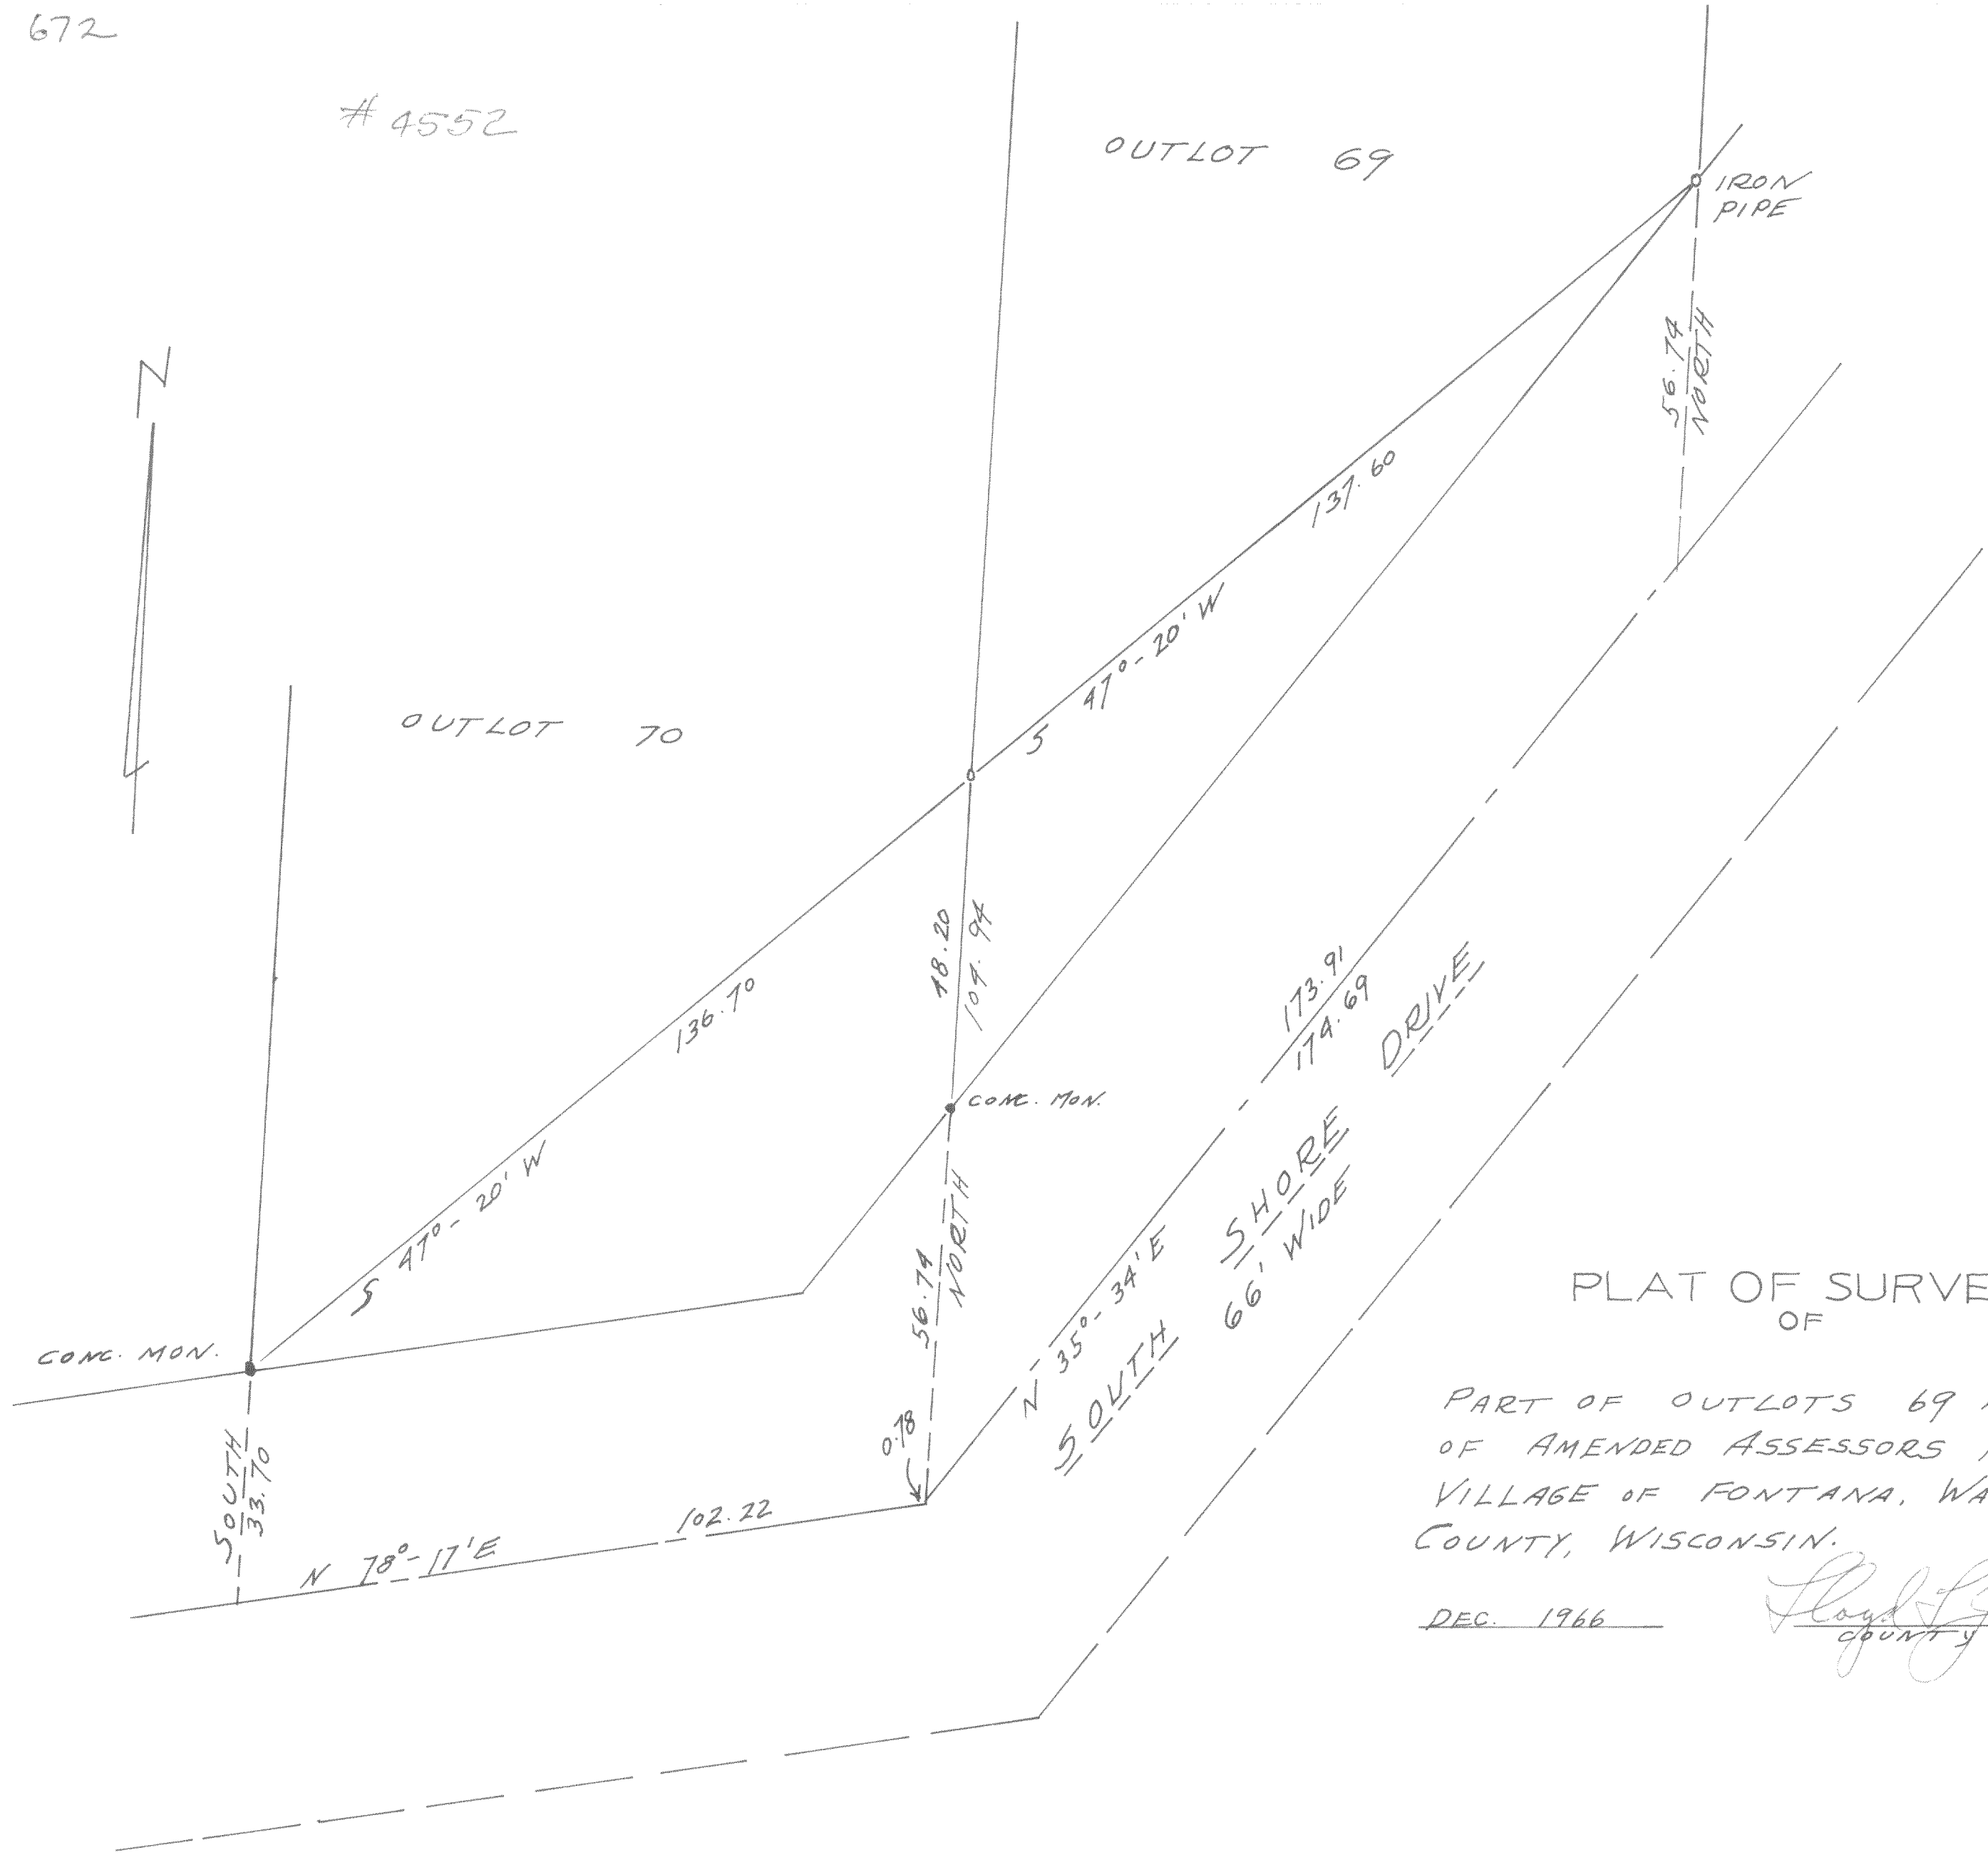 672
# 4552
OUTLOT 69
IRON
PIPE
N
56.74
NORTH
137.60
S 47°-20' W
OUTLOT 70
48.20
104.94
136.70
S 47°-20' W
CONC. MON.
173.91
174.69
N 35°-34' E
SOUTH SHORE DRIVE
66' WIDE
56.74
NORTH
CONC. MON.
SOUTH
33.70
0.78
102.22
N 78°-17' E
PLAT OF SURVE
OF
PART OF OUTLOTS 69
OF AMENDED ASSESSORS
VILLAGE OF FONTANA, WA
COUNTY, WISCONSIN.
DEC. 1966
Lloyd L
COUNTY